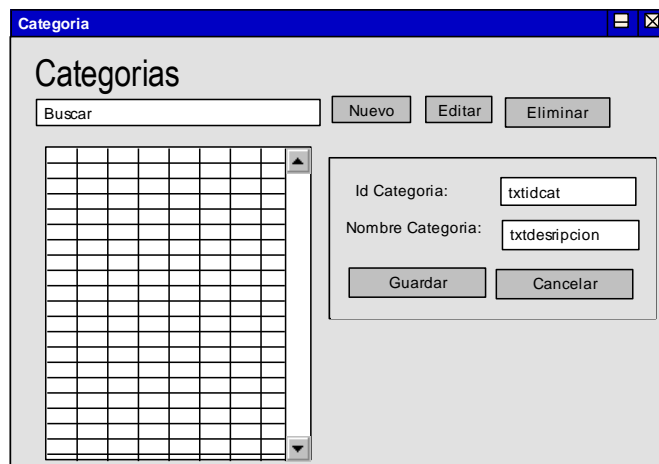 Categoria
Categorias
Buscar
Nuevo
Editar
Eliminar
Id Categoria:
txtidcat
Nombre Categoria:
txtdesripcion
Guardar
Cancelar